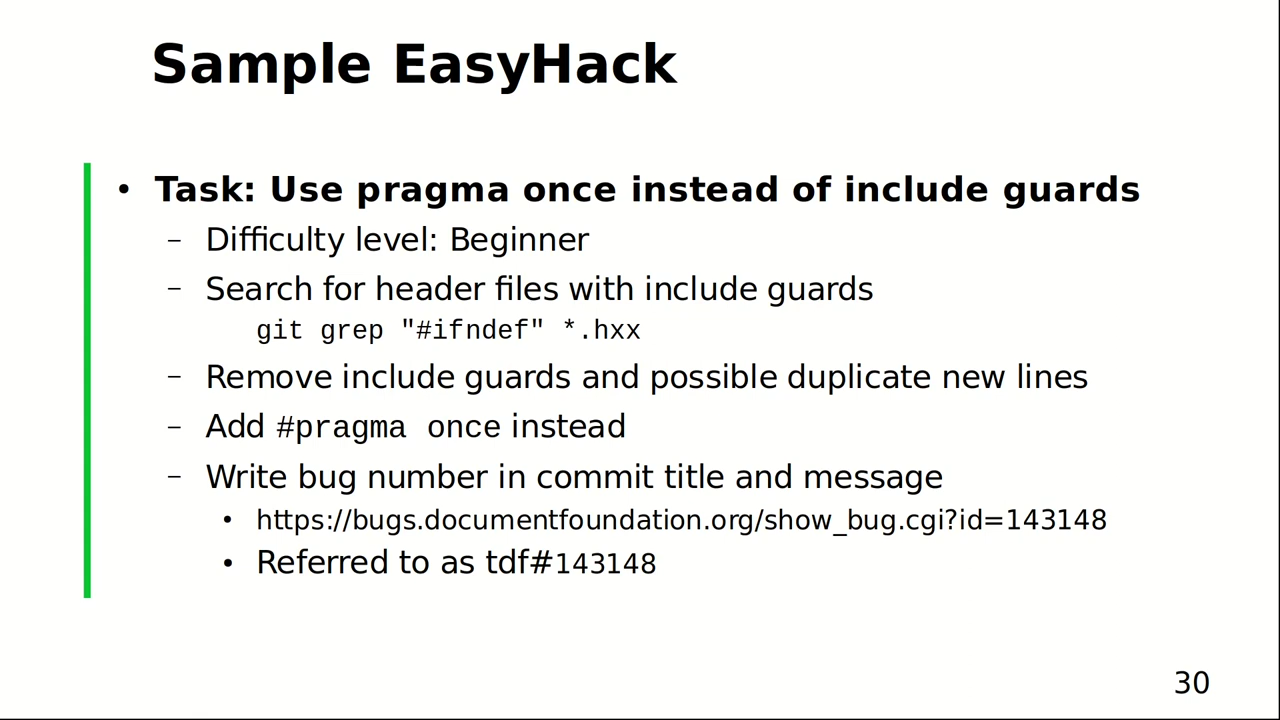 Sample EasyHack
• Task: Use pragma once instead of include guards
– Difficulty level: Beginner
– Search for header files with include guards
git grep "#ifndef" *.hxx
– Remove include guards and possible duplicate new lines
– Add #pragma once instead
– Write bug number in commit title and message
• https://bugs.documentfoundation.org/show_bug.cgi?id=143148
• Referred to as tdf#143148
30